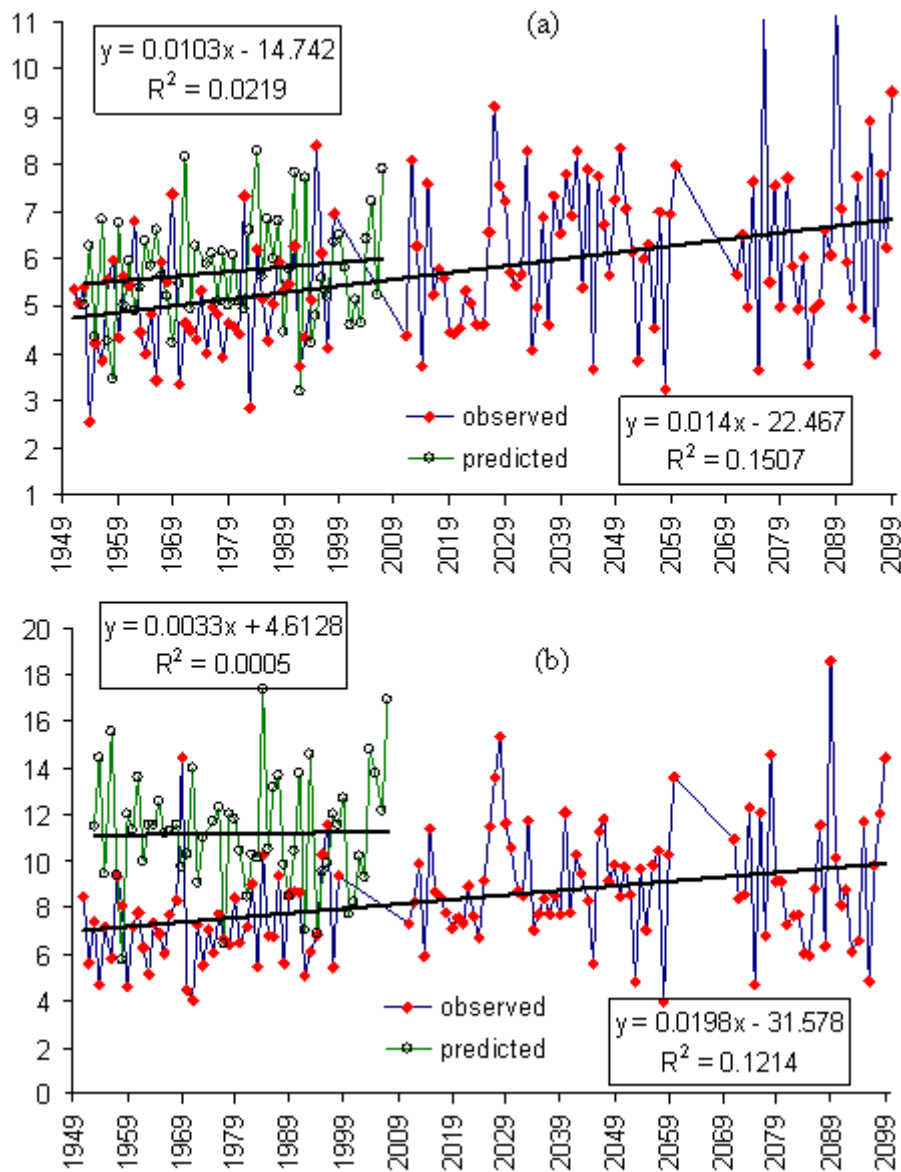 (a)
11
10
9
8
7
6
5
4
3
2
1
y = 0.0103x - 14.742
R² = 0.0219
observed
predicted
y = 0.014x - 22.467
R² = 0.1507
1949 1959 1969 1979 1989 1999 2009 2019 2029 2039 2049 2059 2069 2079 2089 2099
(b)
20
18
16
14
12
10
8
6
4
2
0
y = 0.0033x + 4.6128
R² = 0.0005
observed
predicted
y = 0.0198x - 31.578
R² = 0.1214
1949 1959 1969 1979 1989 1999 2009 2019 2029 2039 2049 2059 2069 2079 2089 2099